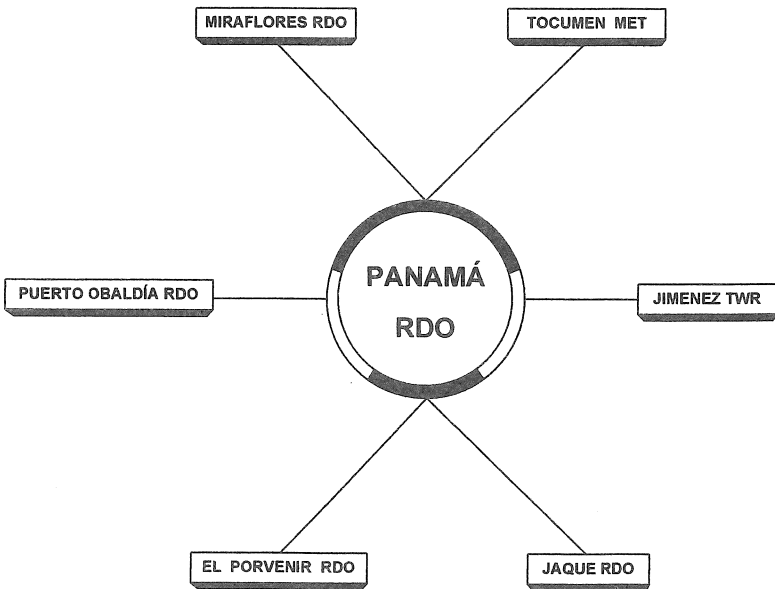 MIRAFLORES RDO
TOCUMEN MET
PANAMÁ
RDO
PUERTO OBALDÍA RDO
JIMENEZ TWR
EL PORVENIR RDO
JAQUE RDO